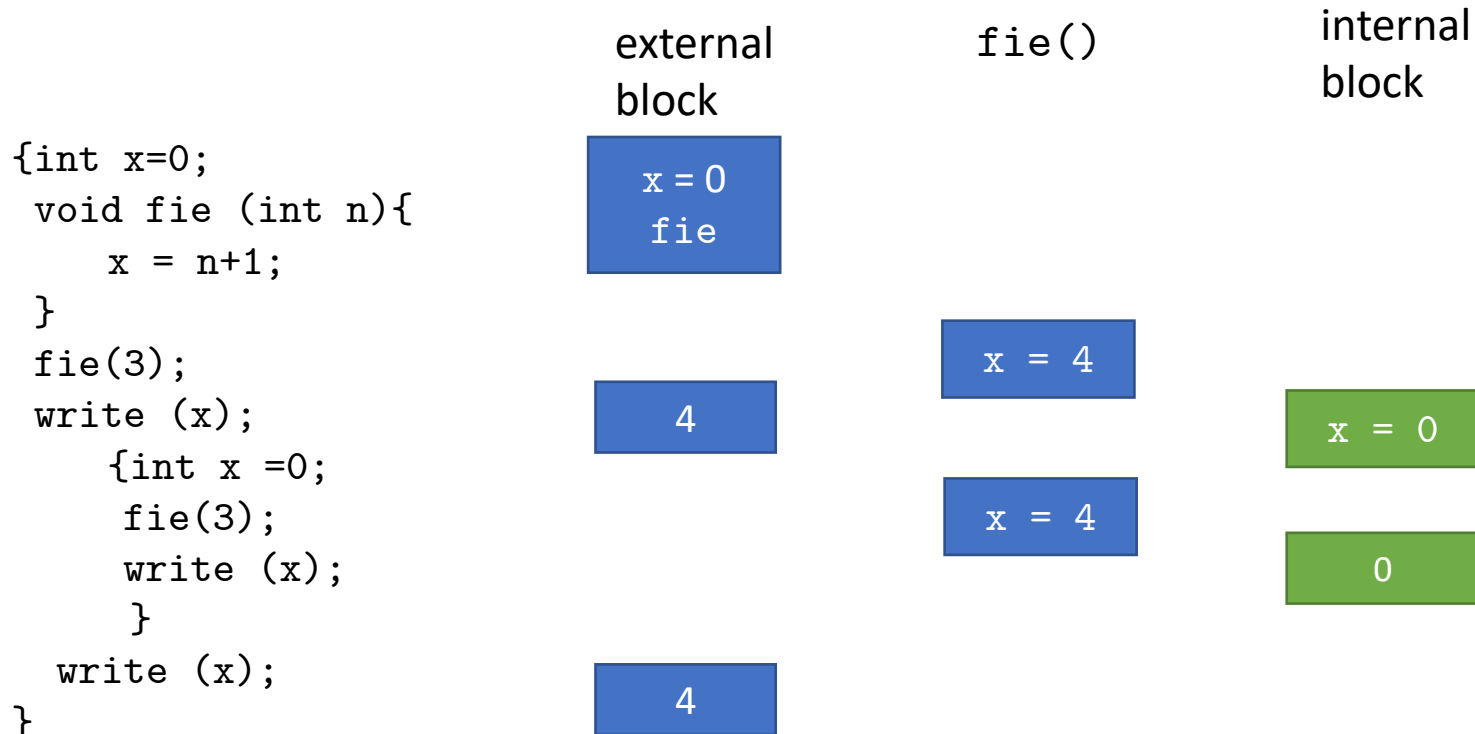 external
block
fie()
internal
block
{int x=0;
void fie (int n){
x = n+1;
}
fie(3);
write (x);
{int x =0;
fie(3);
write (x);
}
write (x);
}
x = 0
fie
4
4
x = 4
x = 4
x = 0
0